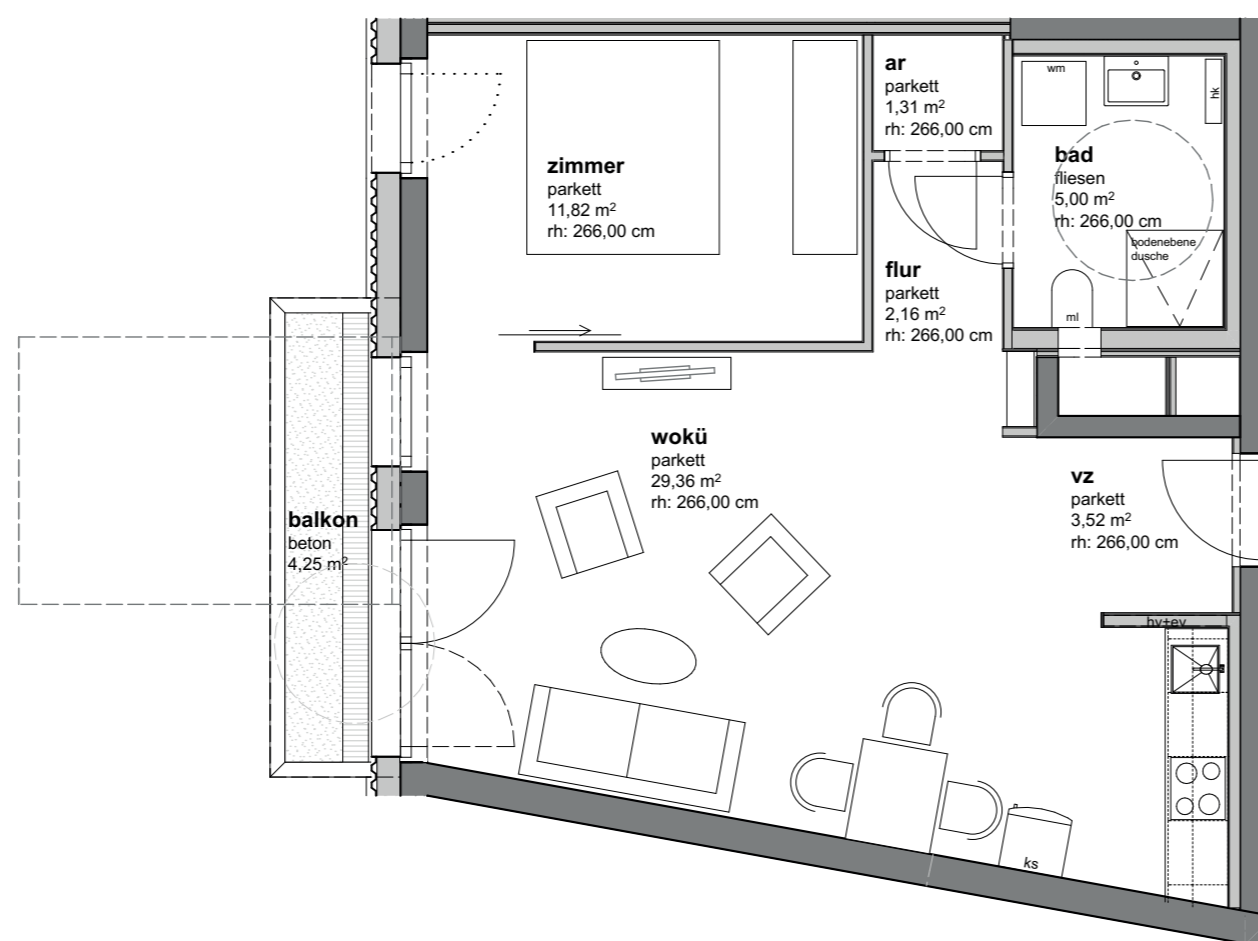 ar
parkett
1,31 m²
rh: 266,00 cm
wm
hk
bad
fliesen
5,00 m²
rh: 266,00 cm
bodenebene
dusche
ml
zimmer
parkett
11,82 m²
rh: 266,00 cm
flur
parkett
2,16 m²
rh: 266,00 cm
wokü
parkett
29,36 m²
rh: 266,00 cm
vz
parkett
3,52 m²
rh: 266,00 cm
balkon
beton
4,25 m²
hv+ev
ks